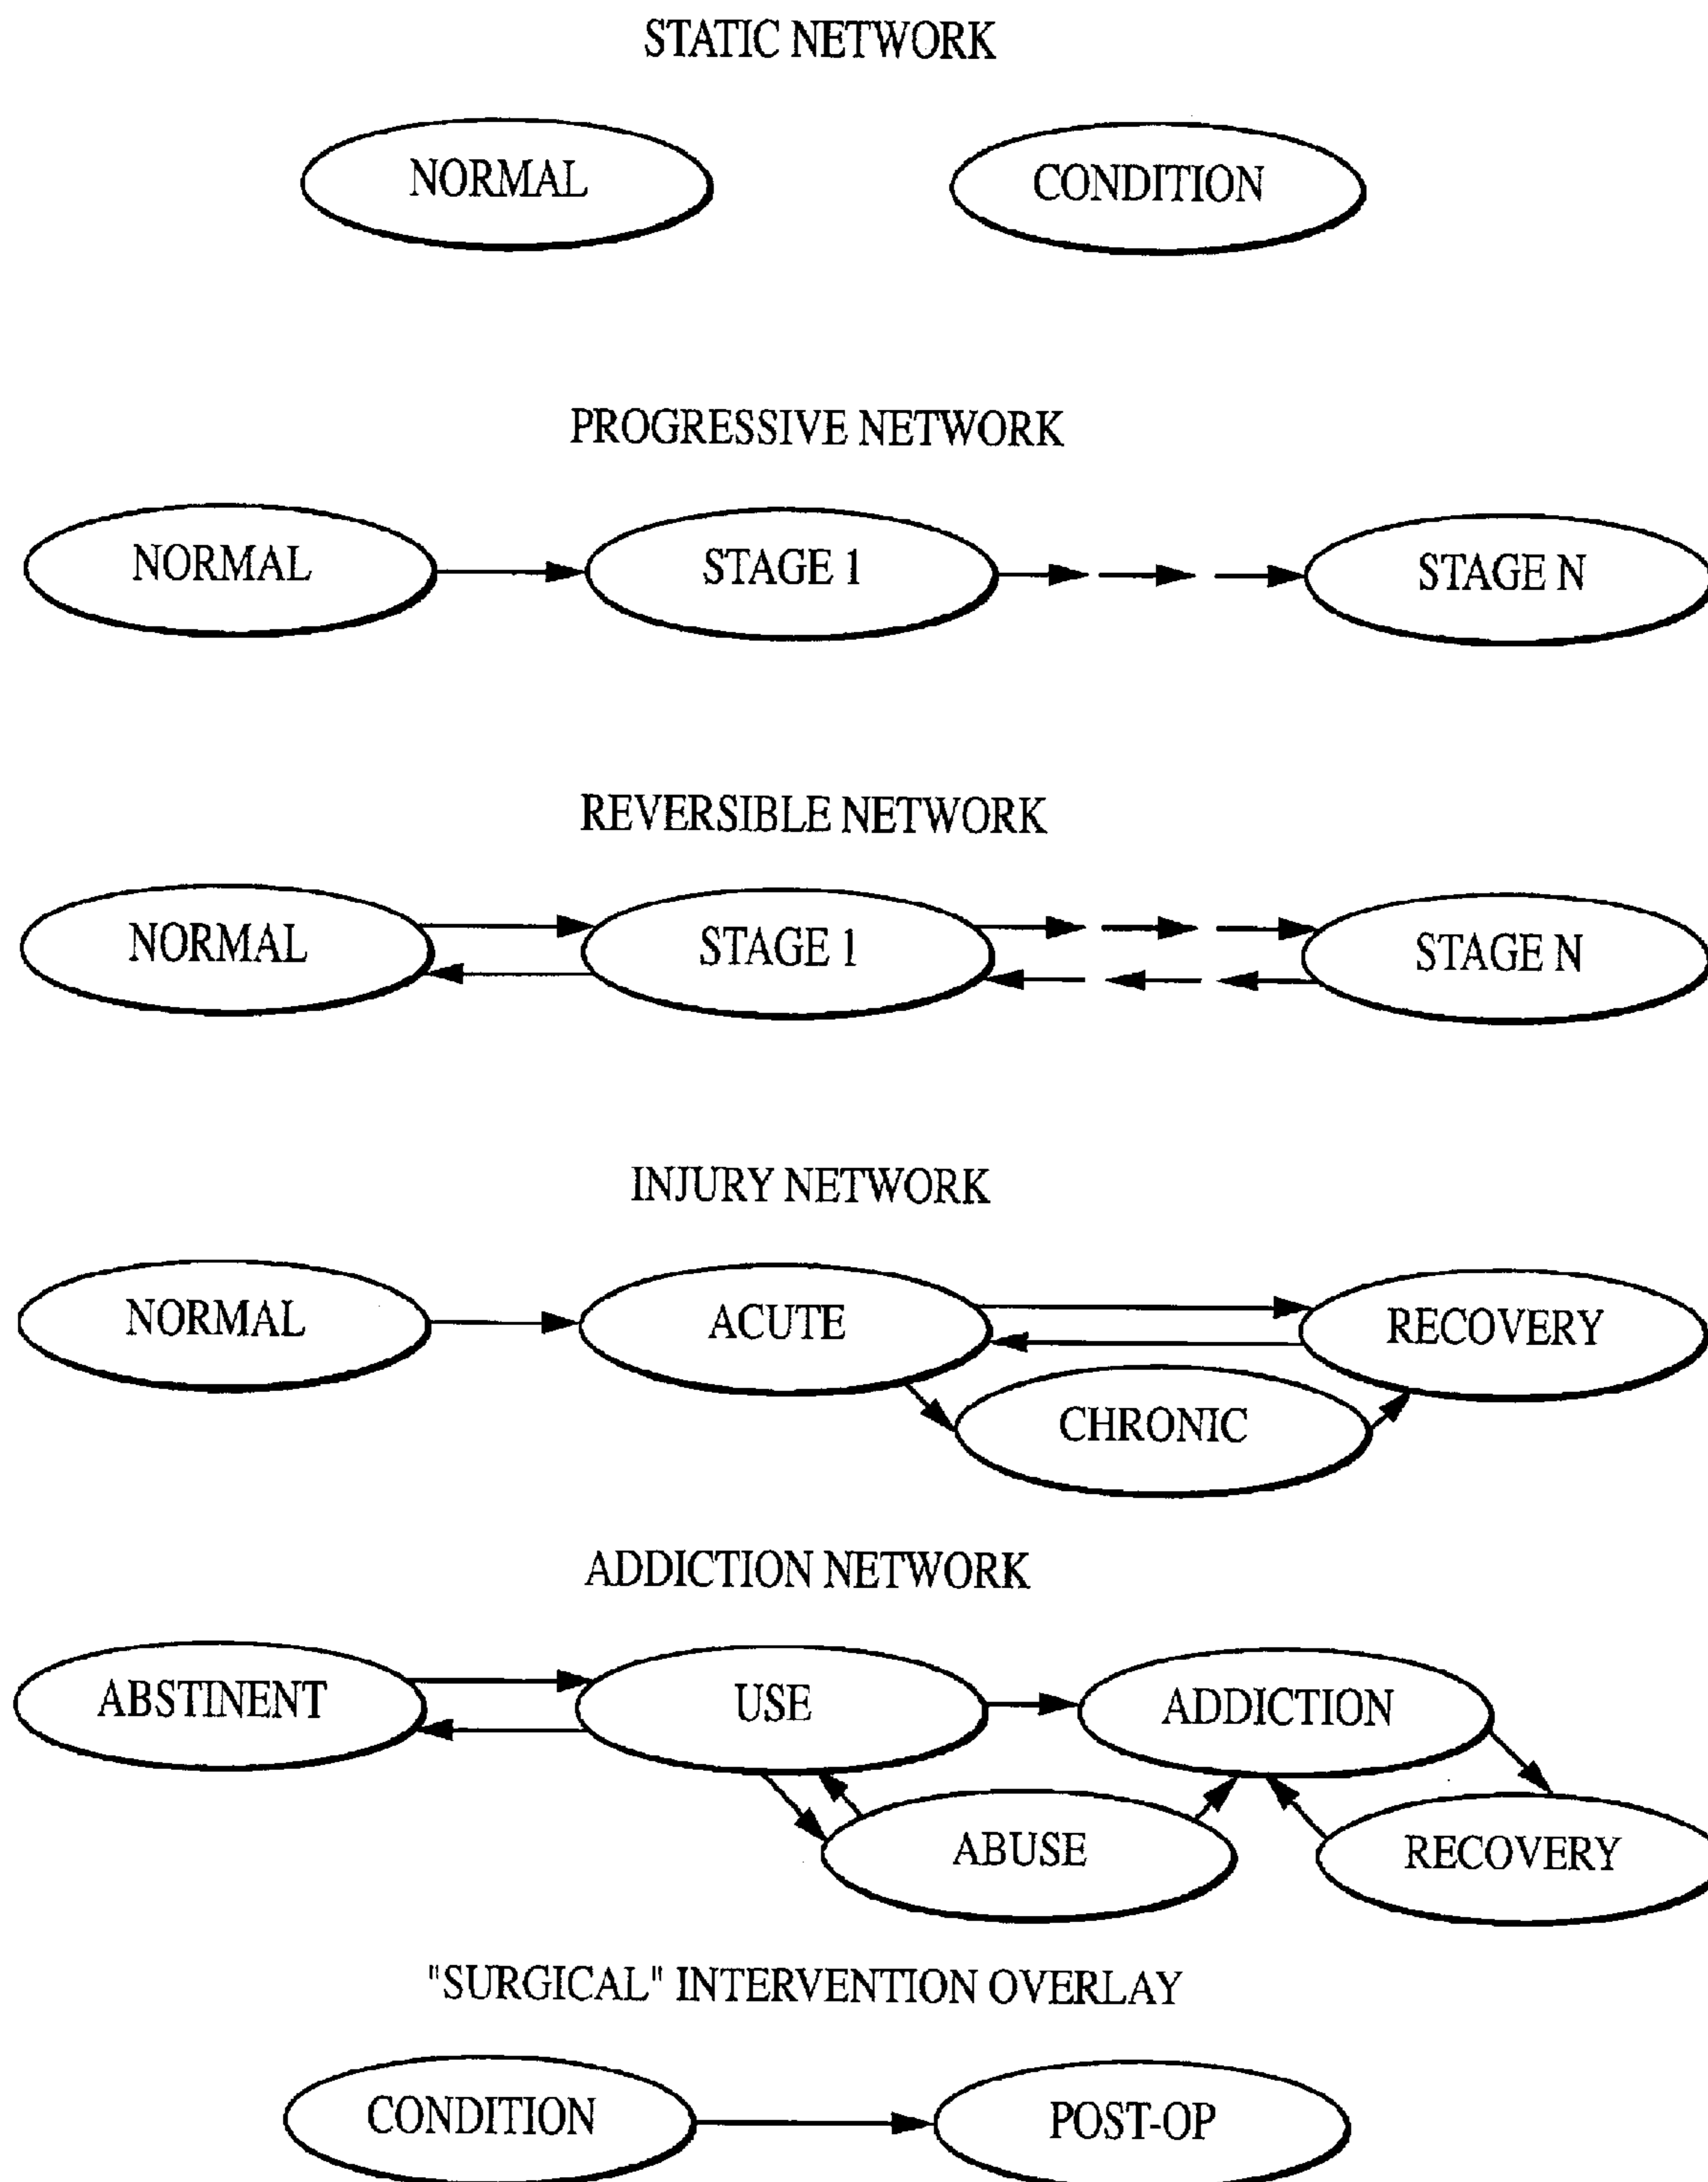 STATIC NETWORK
NORMAL CONDITION
PROGRESSIVE NETWORK
NORMAL STAGE 1 STAGE N
REVERSIBLE NETWORK
NORMAL STAGE 1 STAGE N
INJURY NETWORK
NORMAL ACUTE RECOVERY
CHRONIC
ADDICTION NETWORK
ABSTINENT USE ADDICTION
ABUSE RECOVERY
"SURGICAL" INTERVENTION OVERLAY
CONDITION POST-OP